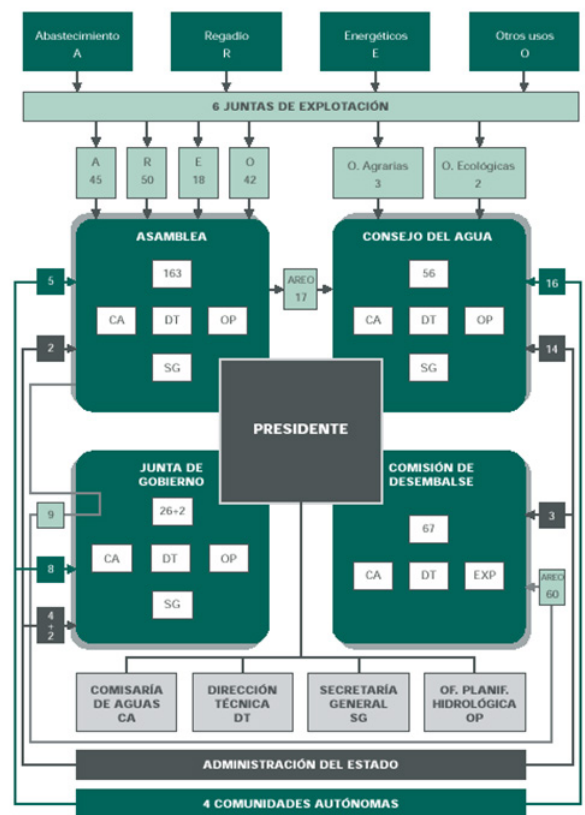 Abastecimiento
A
Regadío
R
Energéticos
E
Otros usos
O
6 JUNTAS DE EXPLOTACIÓN
A
45
R
50
E
18
O
42
O. Agrarias
3
O. Ecológicas
2
ASAMBLEA
163
CA
DT
OP
SG
5
2
AREO
17
CONSEJO DEL AGUA
56
CA
DT
OP
SG
16
14
PRESIDENTE
JUNTA DE
GOBIERNO
26+2
CA
DT
OP
SG
9
8
4
+
2
COMISIÓN DE
DESEMBALSE
67
CA
DT
EXP
3
AREO
60
COMISARÍA
DE AGUAS
CA
DIRECCIÓN
TÉCNICA
DT
SECRETARÍA
GENERAL
SG
OF. PLANIF.
HIDROLÓGICA
OP
ADMINISTRACIÓN DEL ESTADO
4 COMUNIDADES AUTÓNOMAS